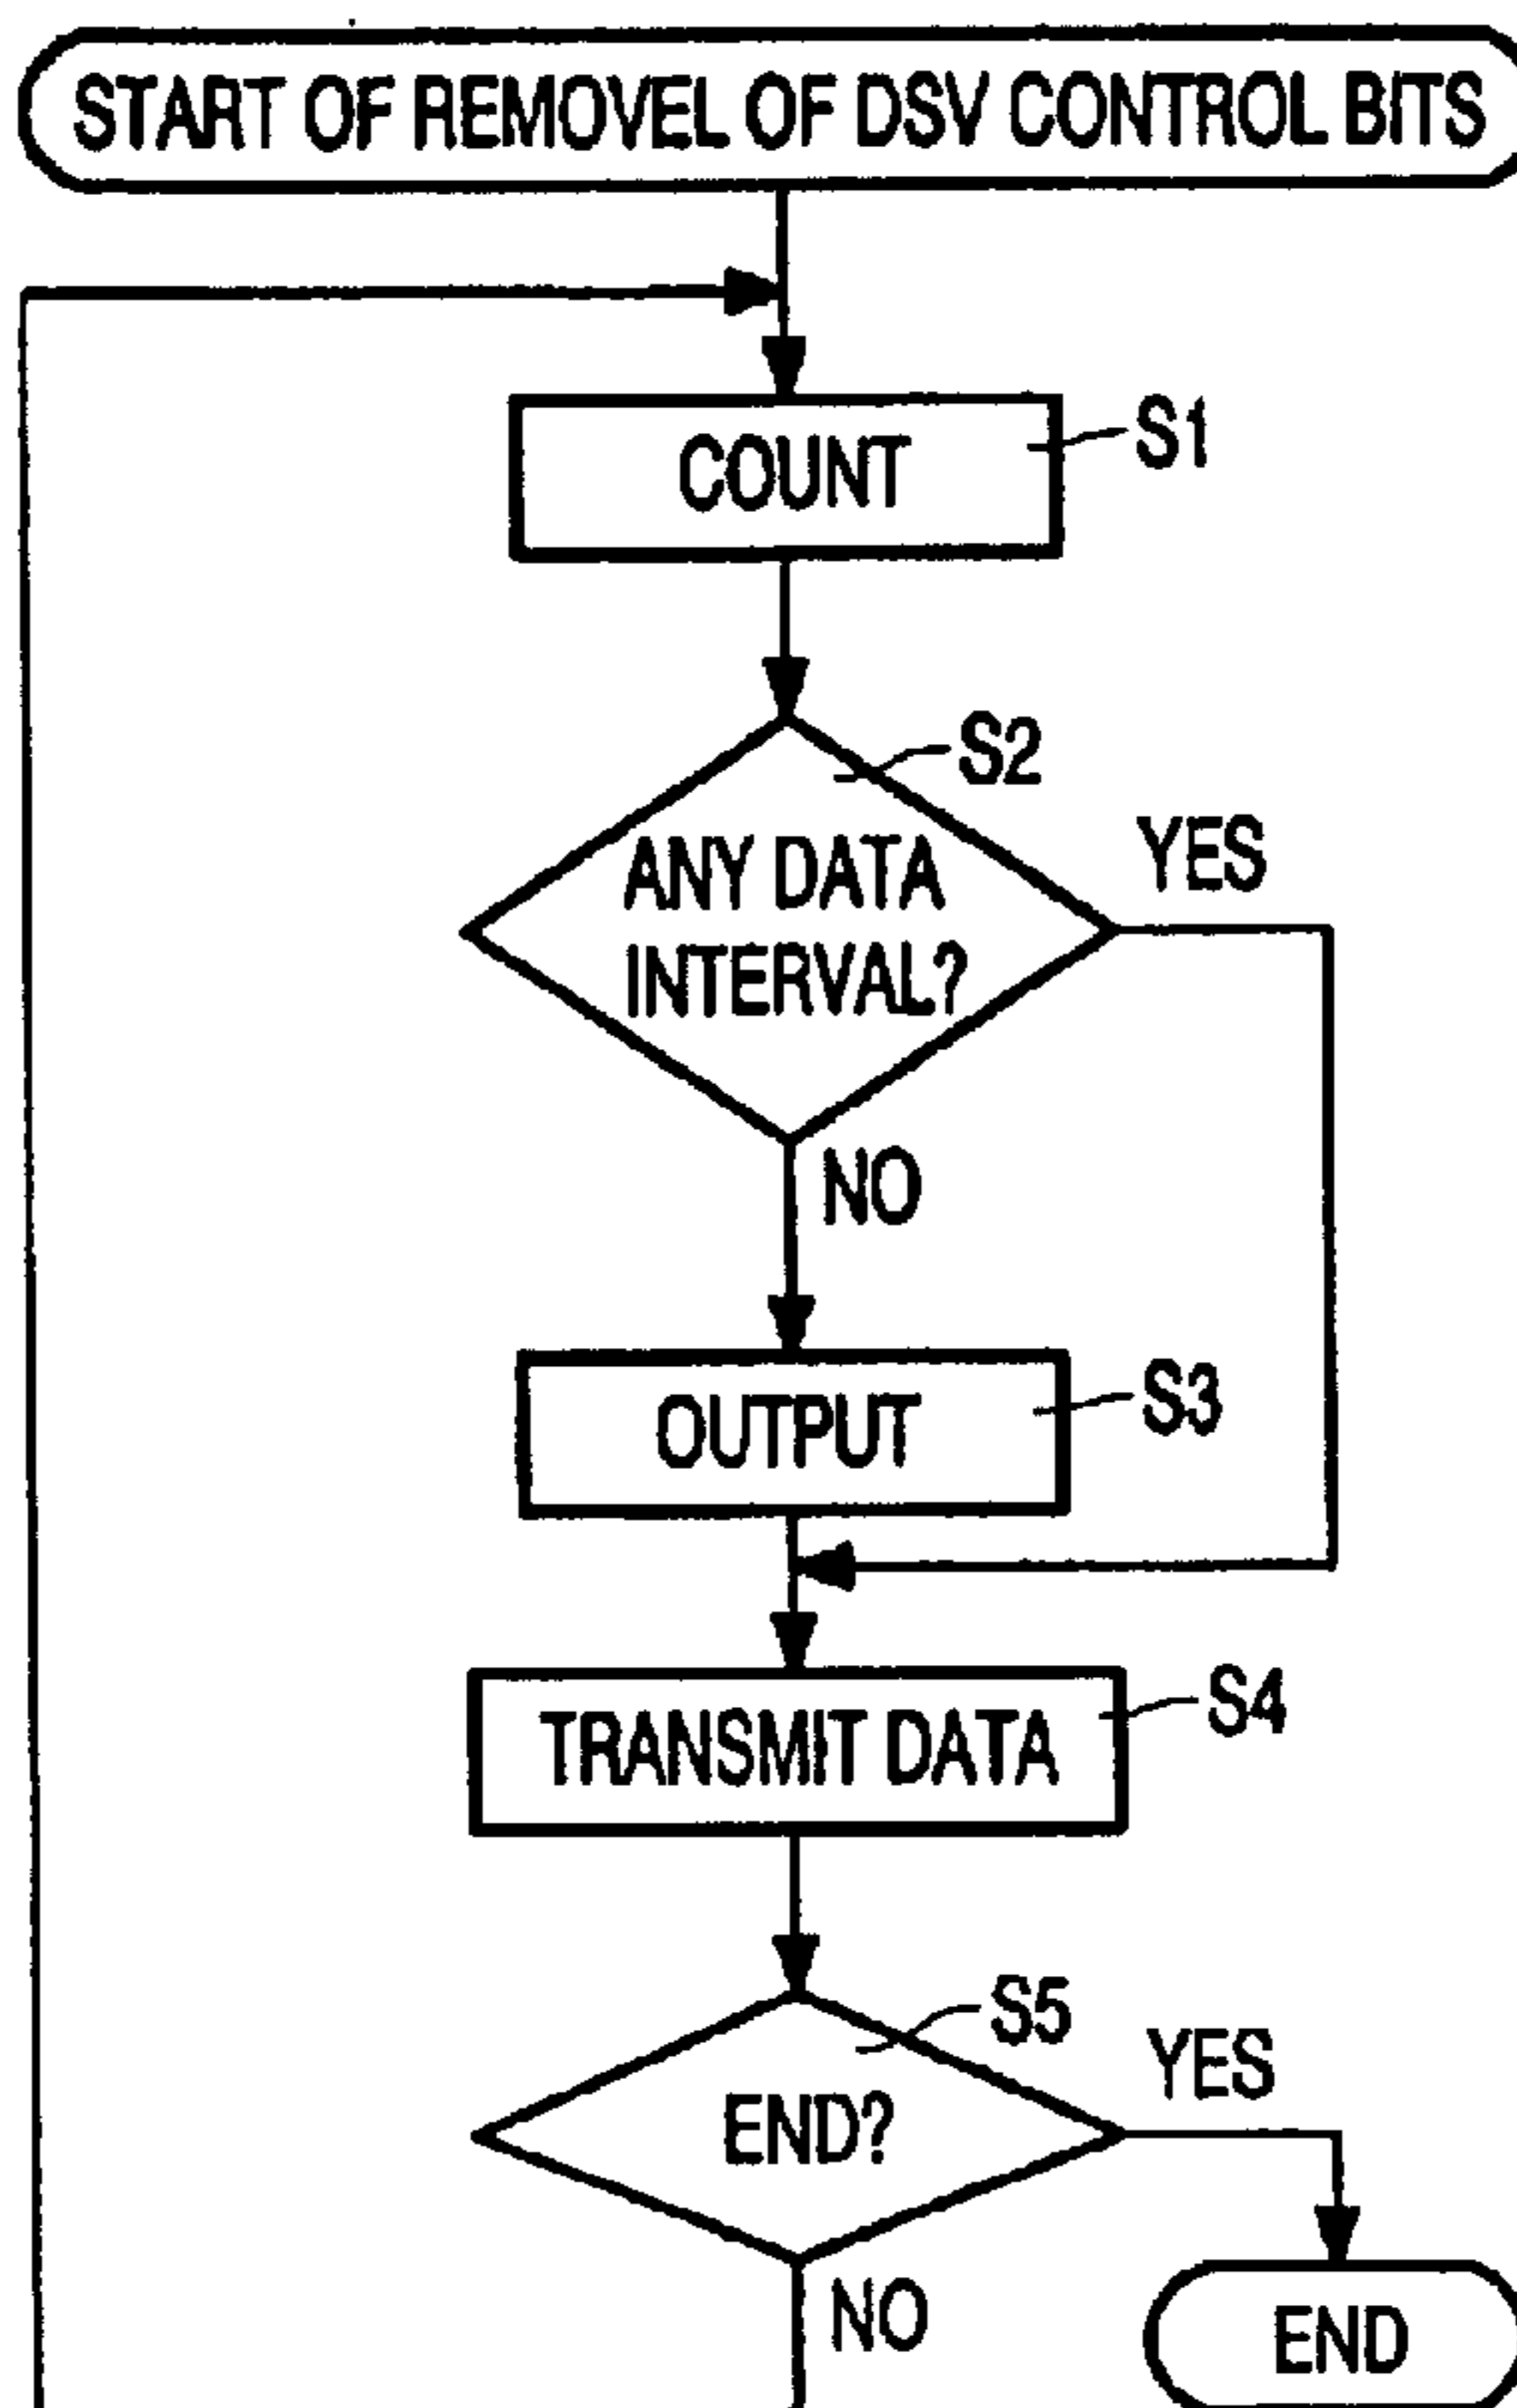 START OF REMOVEL OF DSV CONTROL BITS
COUNT
S1
S2
ANY DATA
INTERVAL?
YES
NO
OUTPUT
S3
TRANSMIT DATA
S4
S5
END?
YES
NO
END